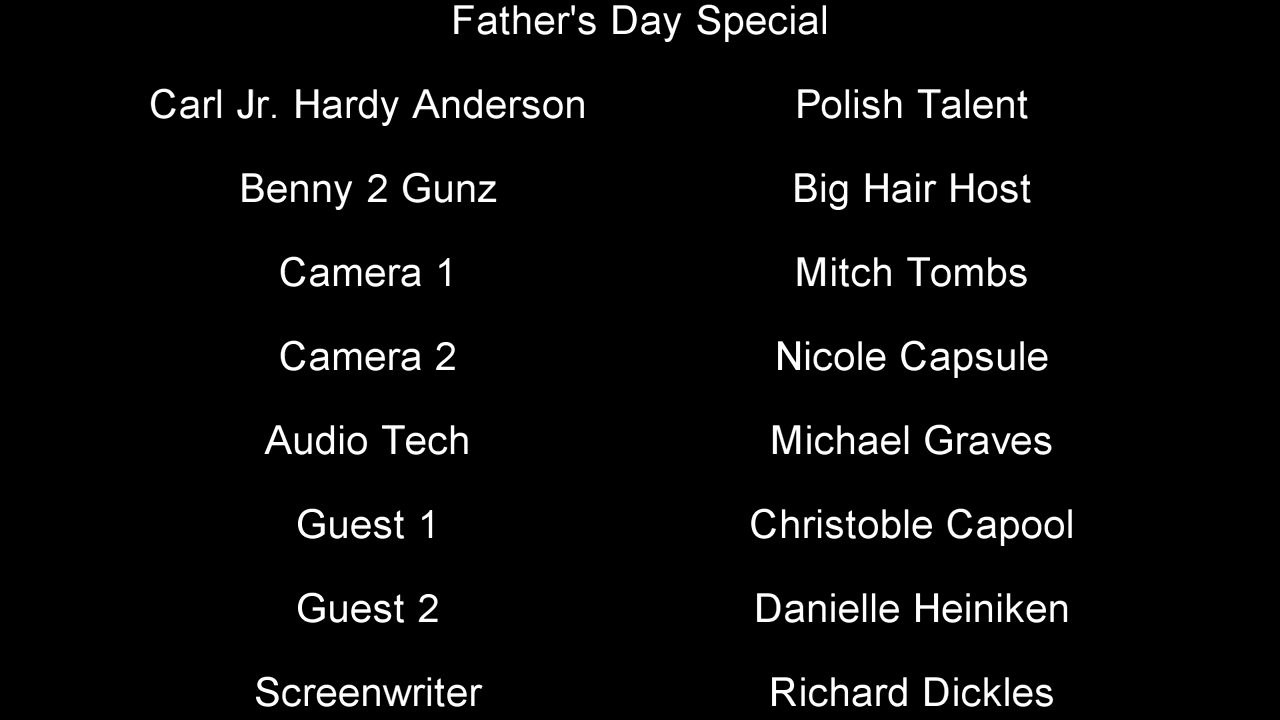 Father's Day Special
Carl Jr. Hardy Anderson Polish Talent
Benny 2 Gunz Big Hair Host
Camera 1 Mitch Tombs
Camera 2 Nicole Capsule
Audio Tech Michael Graves
Guest 1 Christoble Capool
Guest 2 Danielle Heiniken
Screenwriter Richard Dickles